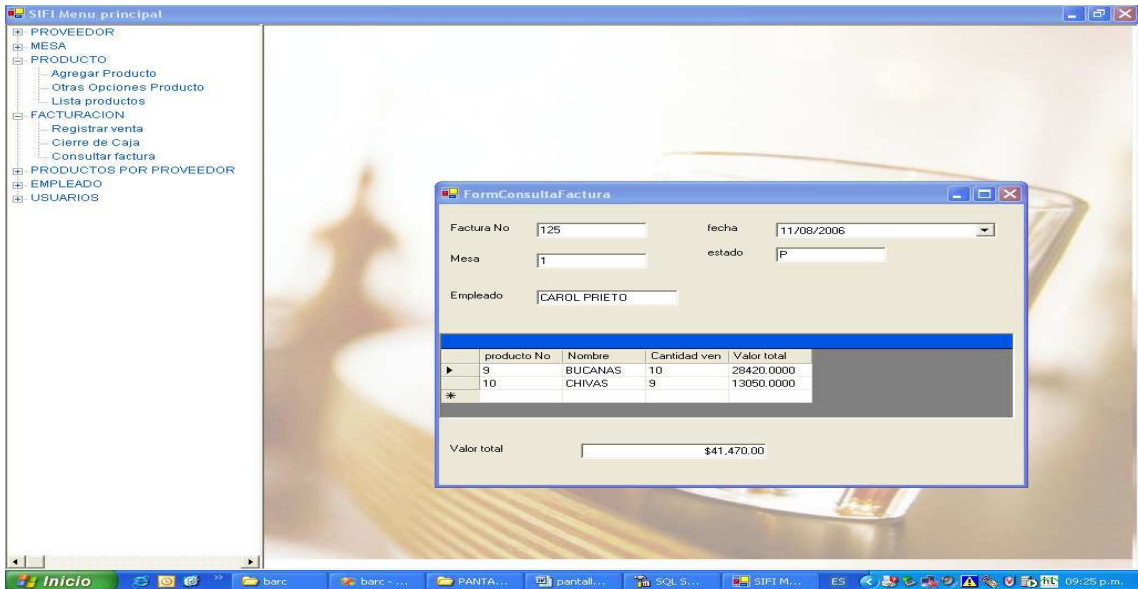 SIFI Menu principal
PROVEEDOR
MESA
PRODUCTO
Agregar Producto
Otras Opciones Producto
Lista productos
FACTURACION
Registrar venta
Cierre de Caja
Consultar factura
PRODUCTOS POR PROVEEDOR
EMPLEADO
USUARIOS
FormConsultaFactura
Factura No 125 fecha 11/08/2006
Mesa 1 estado P
Empleado CAROL PRIETO
producto No Nombre Cantidad ven Valor total
9 BUCANAS 10 28420.0000
10 CHIVAS 9 13050.0000
Valor total $41,470.00
Inicio barc barc - ... PANTA... pantall... SQL S... SIFI M... ES 09:25 p.m.